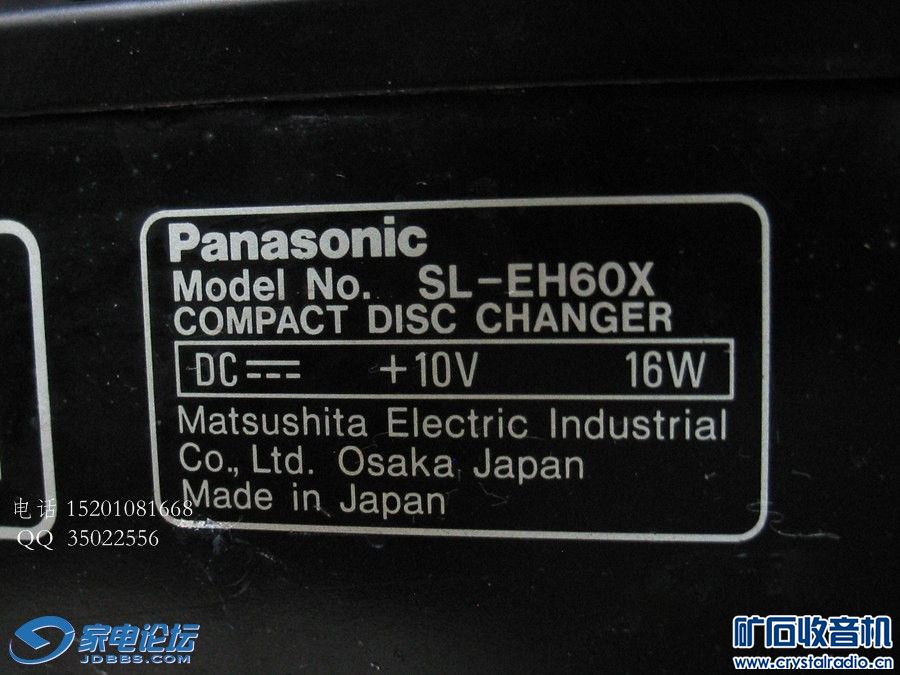 Panasonic
Model No. SL-EH60X
COMPACT DISC CHANGER
DC +10V 16W
Matsushita Electric Industrial
Co., Ltd. Osaka Japan
Made in Japan
电话 15201081668
QQ 35022556
家电论坛
JDBBS.COM
矿石收音机
www.crystalradio.cn